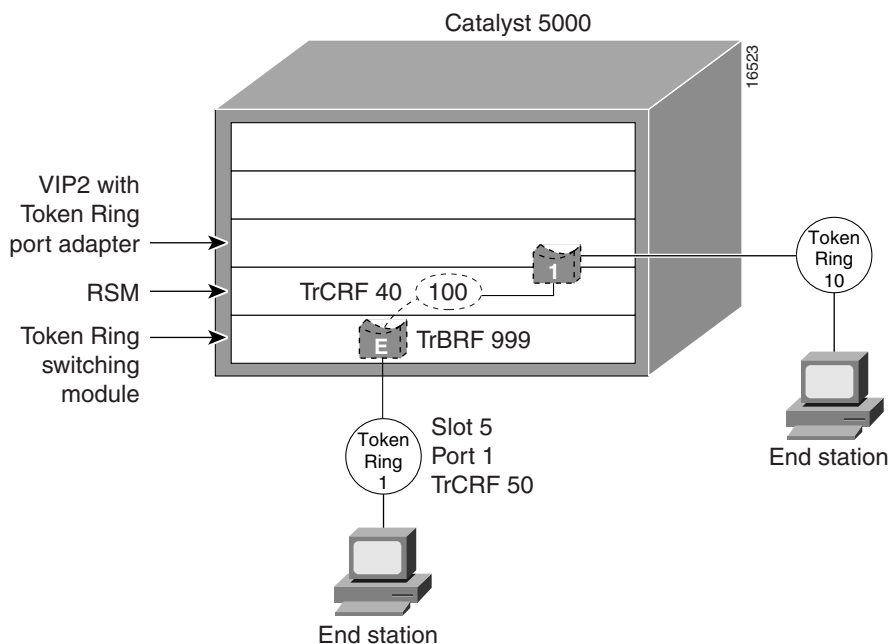 Catalyst 5000
16523
VIP2 with
Token Ring
port adapter
RSM
Token Ring
switching
module
1
TrCRF 40
100
E
TrBRF 999
Token
Ring
10
End station
Token
Ring
1
Slot 5
Port 1
TrCRF 50
End station